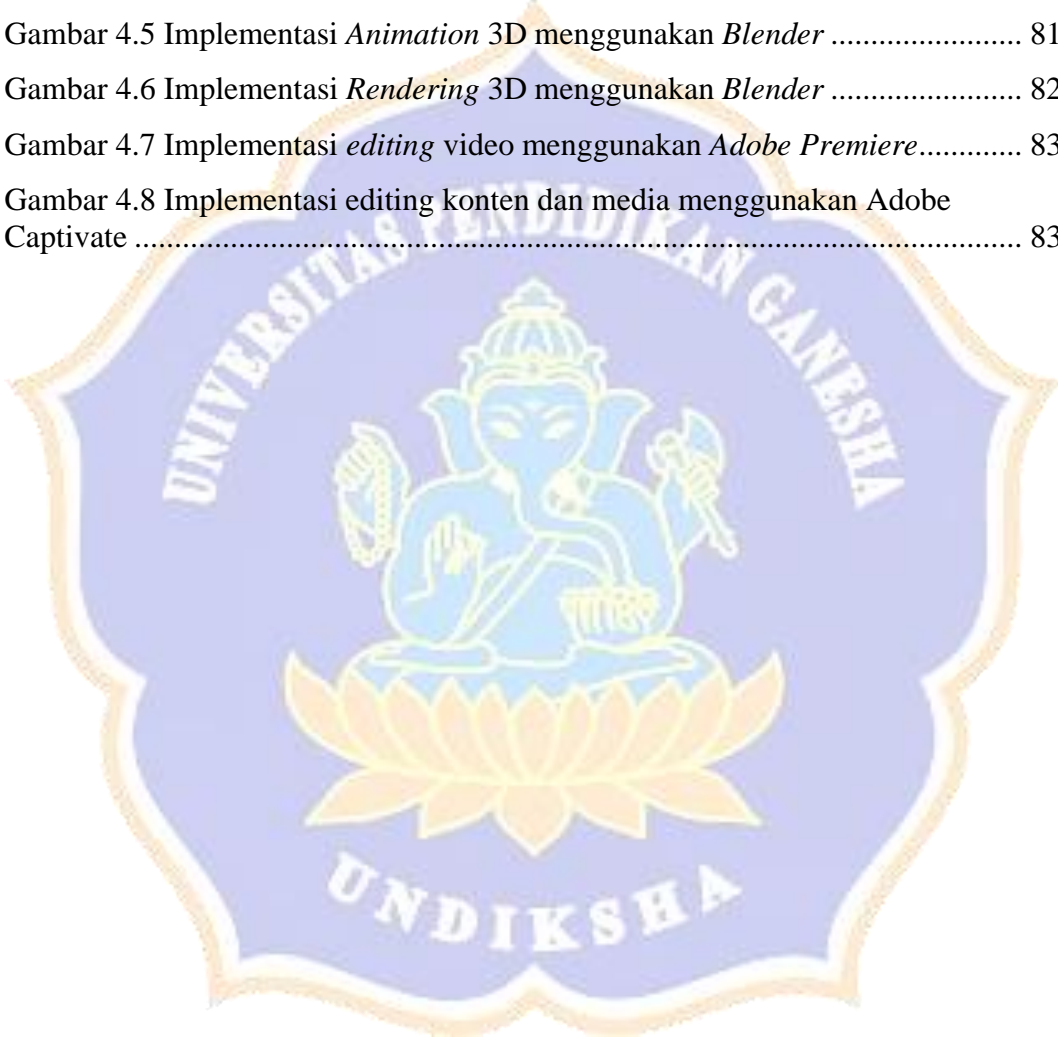 Gambar 4.5 Implementasi Animation 3D menggunakan Blender ........................ 81
Gambar 4.6 Implementasi Rendering 3D menggunakan Blender ........................ 82
Gambar 4.7 Implementasi editing video menggunakan Adobe Premiere............. 83
Gambar 4.8 Implementasi editing konten dan media menggunakan Adobe
Captivate ................................................................................................................. 83
UNIVERSITAS PENDIDIKAN GANESHA
UNDIKSHA